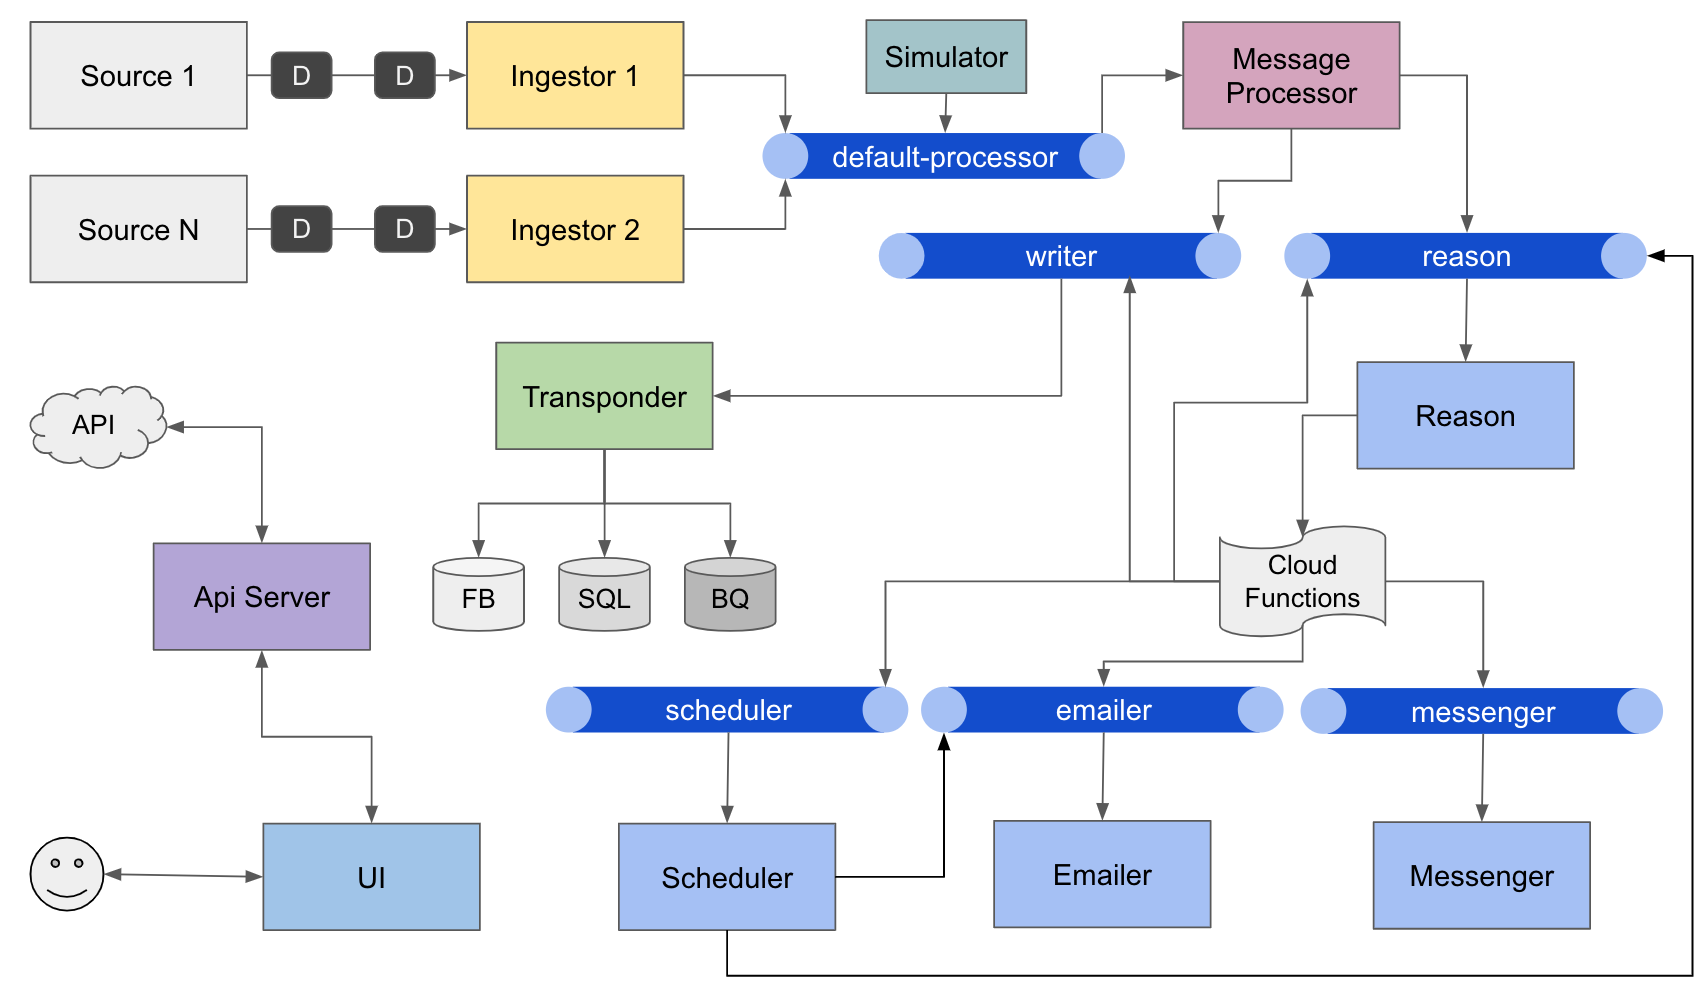 Source 1
D
D
Ingestor 1
Simulator
Message
Processor
default-processor
Source N
D
D
Ingestor 2
writer
reason
Transponder
API
Reason
Cloud
Functions
Api Server
FB
SQL
BQ
scheduler
emailer
messenger
UI
Scheduler
Emailer
Messenger